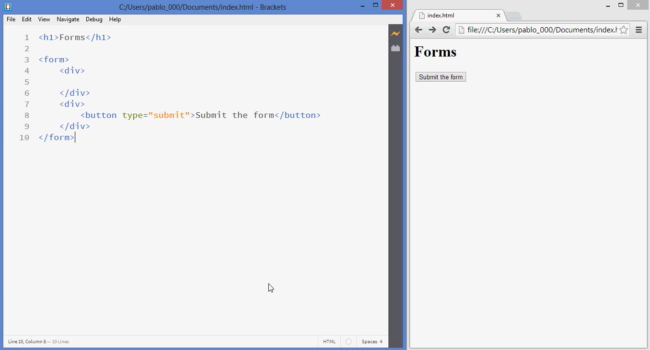 C:/Users/pablo_000/Documents/index.html - Brackets
File Edit View Navigate Debug Help
1 <h1>Forms</h1>
2
3 <form>
4 <div>
5
6 </div>
7 <div>
8 <button type="submit">Submit the form</button>
9 </div>
10 </form>
Line 10, Column 8 — 10 Lines
HTML
Spaces: 4
index.html
file:///C:/Users/pablo_000/Documents/index.h
Forms
Submit the form